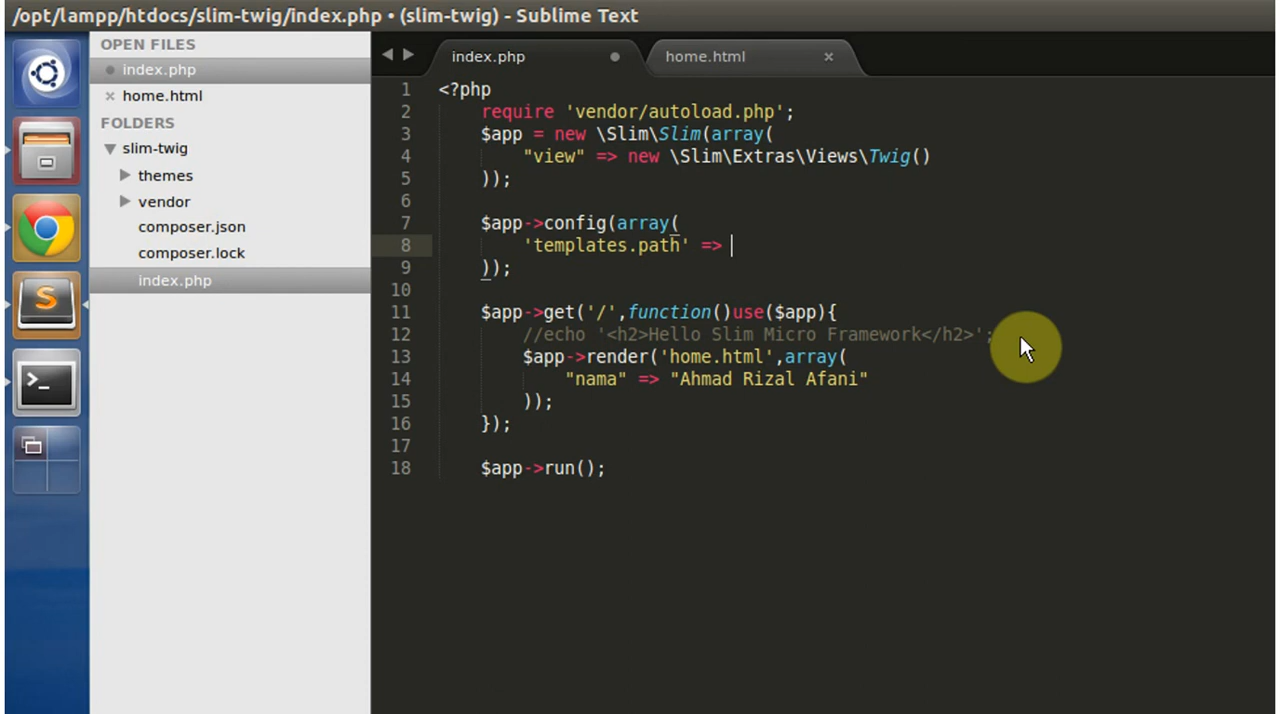 /opt/lampp/htdocs/slim-twig/index.php • (slim-twig) - Sublime Text
OPEN FILES
index.php
home.html
FOLDERS
slim-twig
themes
vendor
composer.json
composer.lock
index.php
index.php
home.html
1 <?php
2 require 'vendor/autoload.php';
3 $app = new \Slim\Slim(array(
4 "view" => new \Slim\Extras\Views\Twig()
5 ));
6
7 $app->config(array(
8 'templates.path' =>
9 ));
10
11 $app->get('/',function()use($app){
12 //echo '<h2>Hello Slim Micro Framework</h2>';
13 $app->render('home.html',array(
14 "nama" => "Ahmad Rizal Afani"
15 ));
16 });
17
18 $app->run();